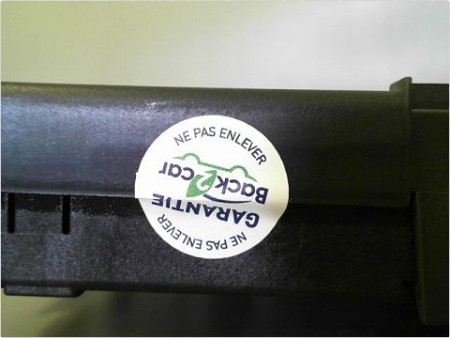 NE PAS ENLEVER
Back2car
GARANTIE
NE PAS ENLEVER